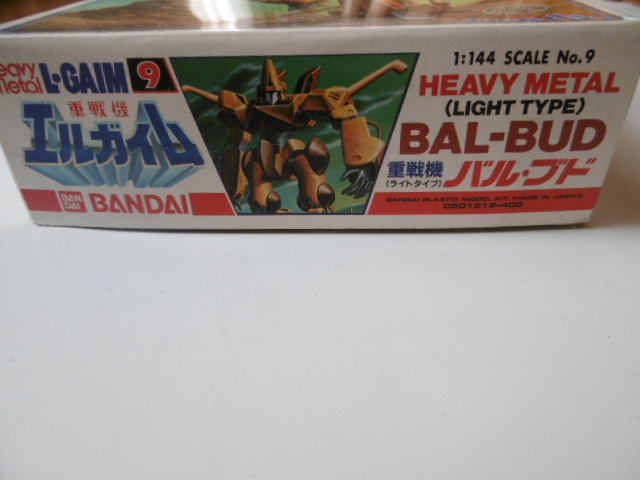 Heavy Metal L·GAIM 9
重戦機
エルガイム
BAN DAI BANDAI
1:144 SCALE No.9
HEAVY METAL
(LIGHT TYPE)
BAL-BUD
重戦機
(ライトタイプ)
バル・ブド
BANDAI PLASTIC MODEL KIT MADE IN JAPAN
0501512-400